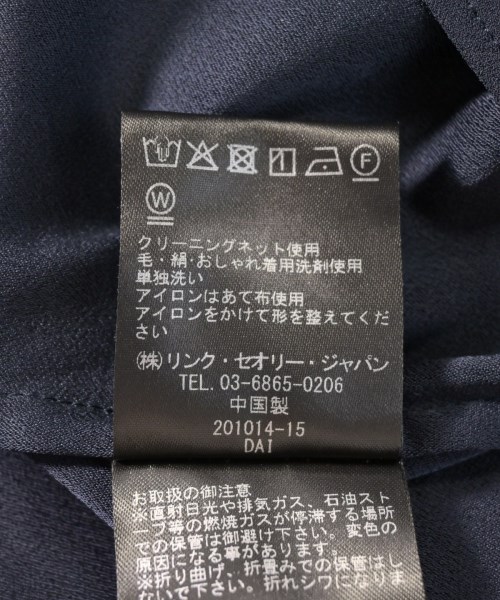 F
W
クリーニングネット使用
毛・絹・おしゃれ着用洗剤使用
単独洗い
アイロンはあて布使用
アイロンをかけて形を整えてくだ
さい
(株)リンク・セオリー・ジャパン
TEL. 03-6865-0206
中国製
201014-15
DAI
お取扱の御注意
※直射日光や排気ガス、石油スト
ーブ等の燃焼ガスが停滞する場所
での保管は御避け下さい。変色の
原因になる事があります。
※折り曲げ、折畳みでの保管はし
ないで下さい。折れシワになりま